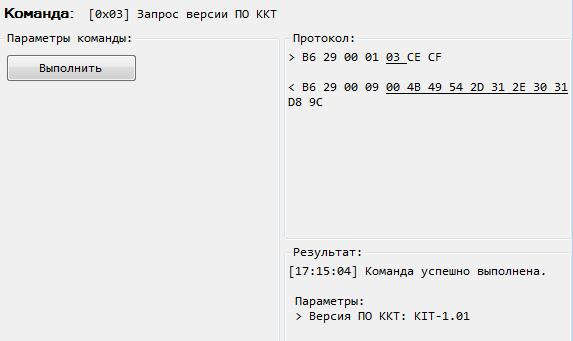 Команда: [0x03] Запрос версии ПО ККТ
Параметры команды:
Выполнить
Протокол:
> B6 29 00 01 03 CE CF
< B6 29 00 09 00 4B 49 54 2D 31 2E 30 31
D8 9C
Результат:
[17:15:04] Команда успешно выполнена.
Параметры:
> Версия ПО ККТ: KIT-1.01